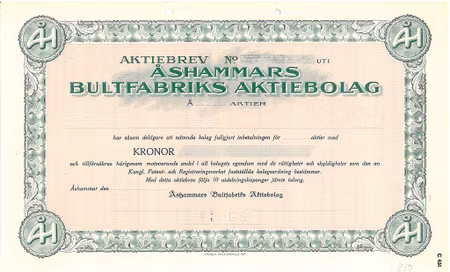 AKTIEBREV No UTI
ÅSHAMMARS
BULTFABRIKS AKTIEBOLAG
Å AKTIER
har såsom delägare uti nämnda bolag fullgjort inbetalningen för aktier med
KRONOR
och tillförsäkras härigenom motsvarande andel i all bolagets egendom med de rättigheter och skyldigheter som den av
Kungl. Patent- och Registreringsverket fastställda bolagsordning bestämmer.
Med detta aktiebrev följa 10 utdelningskuponger jämte talong.
Åshammar den
Åshammars Bultfabriks Aktiebolag
ÅH
ÅH
ÅH
ÅH